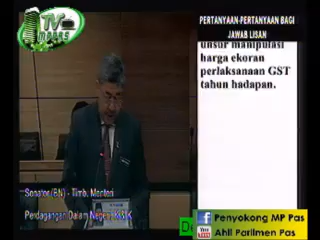 TV
MPPAS
PERTANYAAN-PERTANYAAN BAGI
JAWAB LISAN
unsur manipulasi
harga ekoran
perlaksanaan GST
tahun hadapan.
Senator (BN) - Timb. Menteri
Perdagangan Dalam Negeri, K & K
f Penyokong MP Pas
Ahli Parlimen Pas